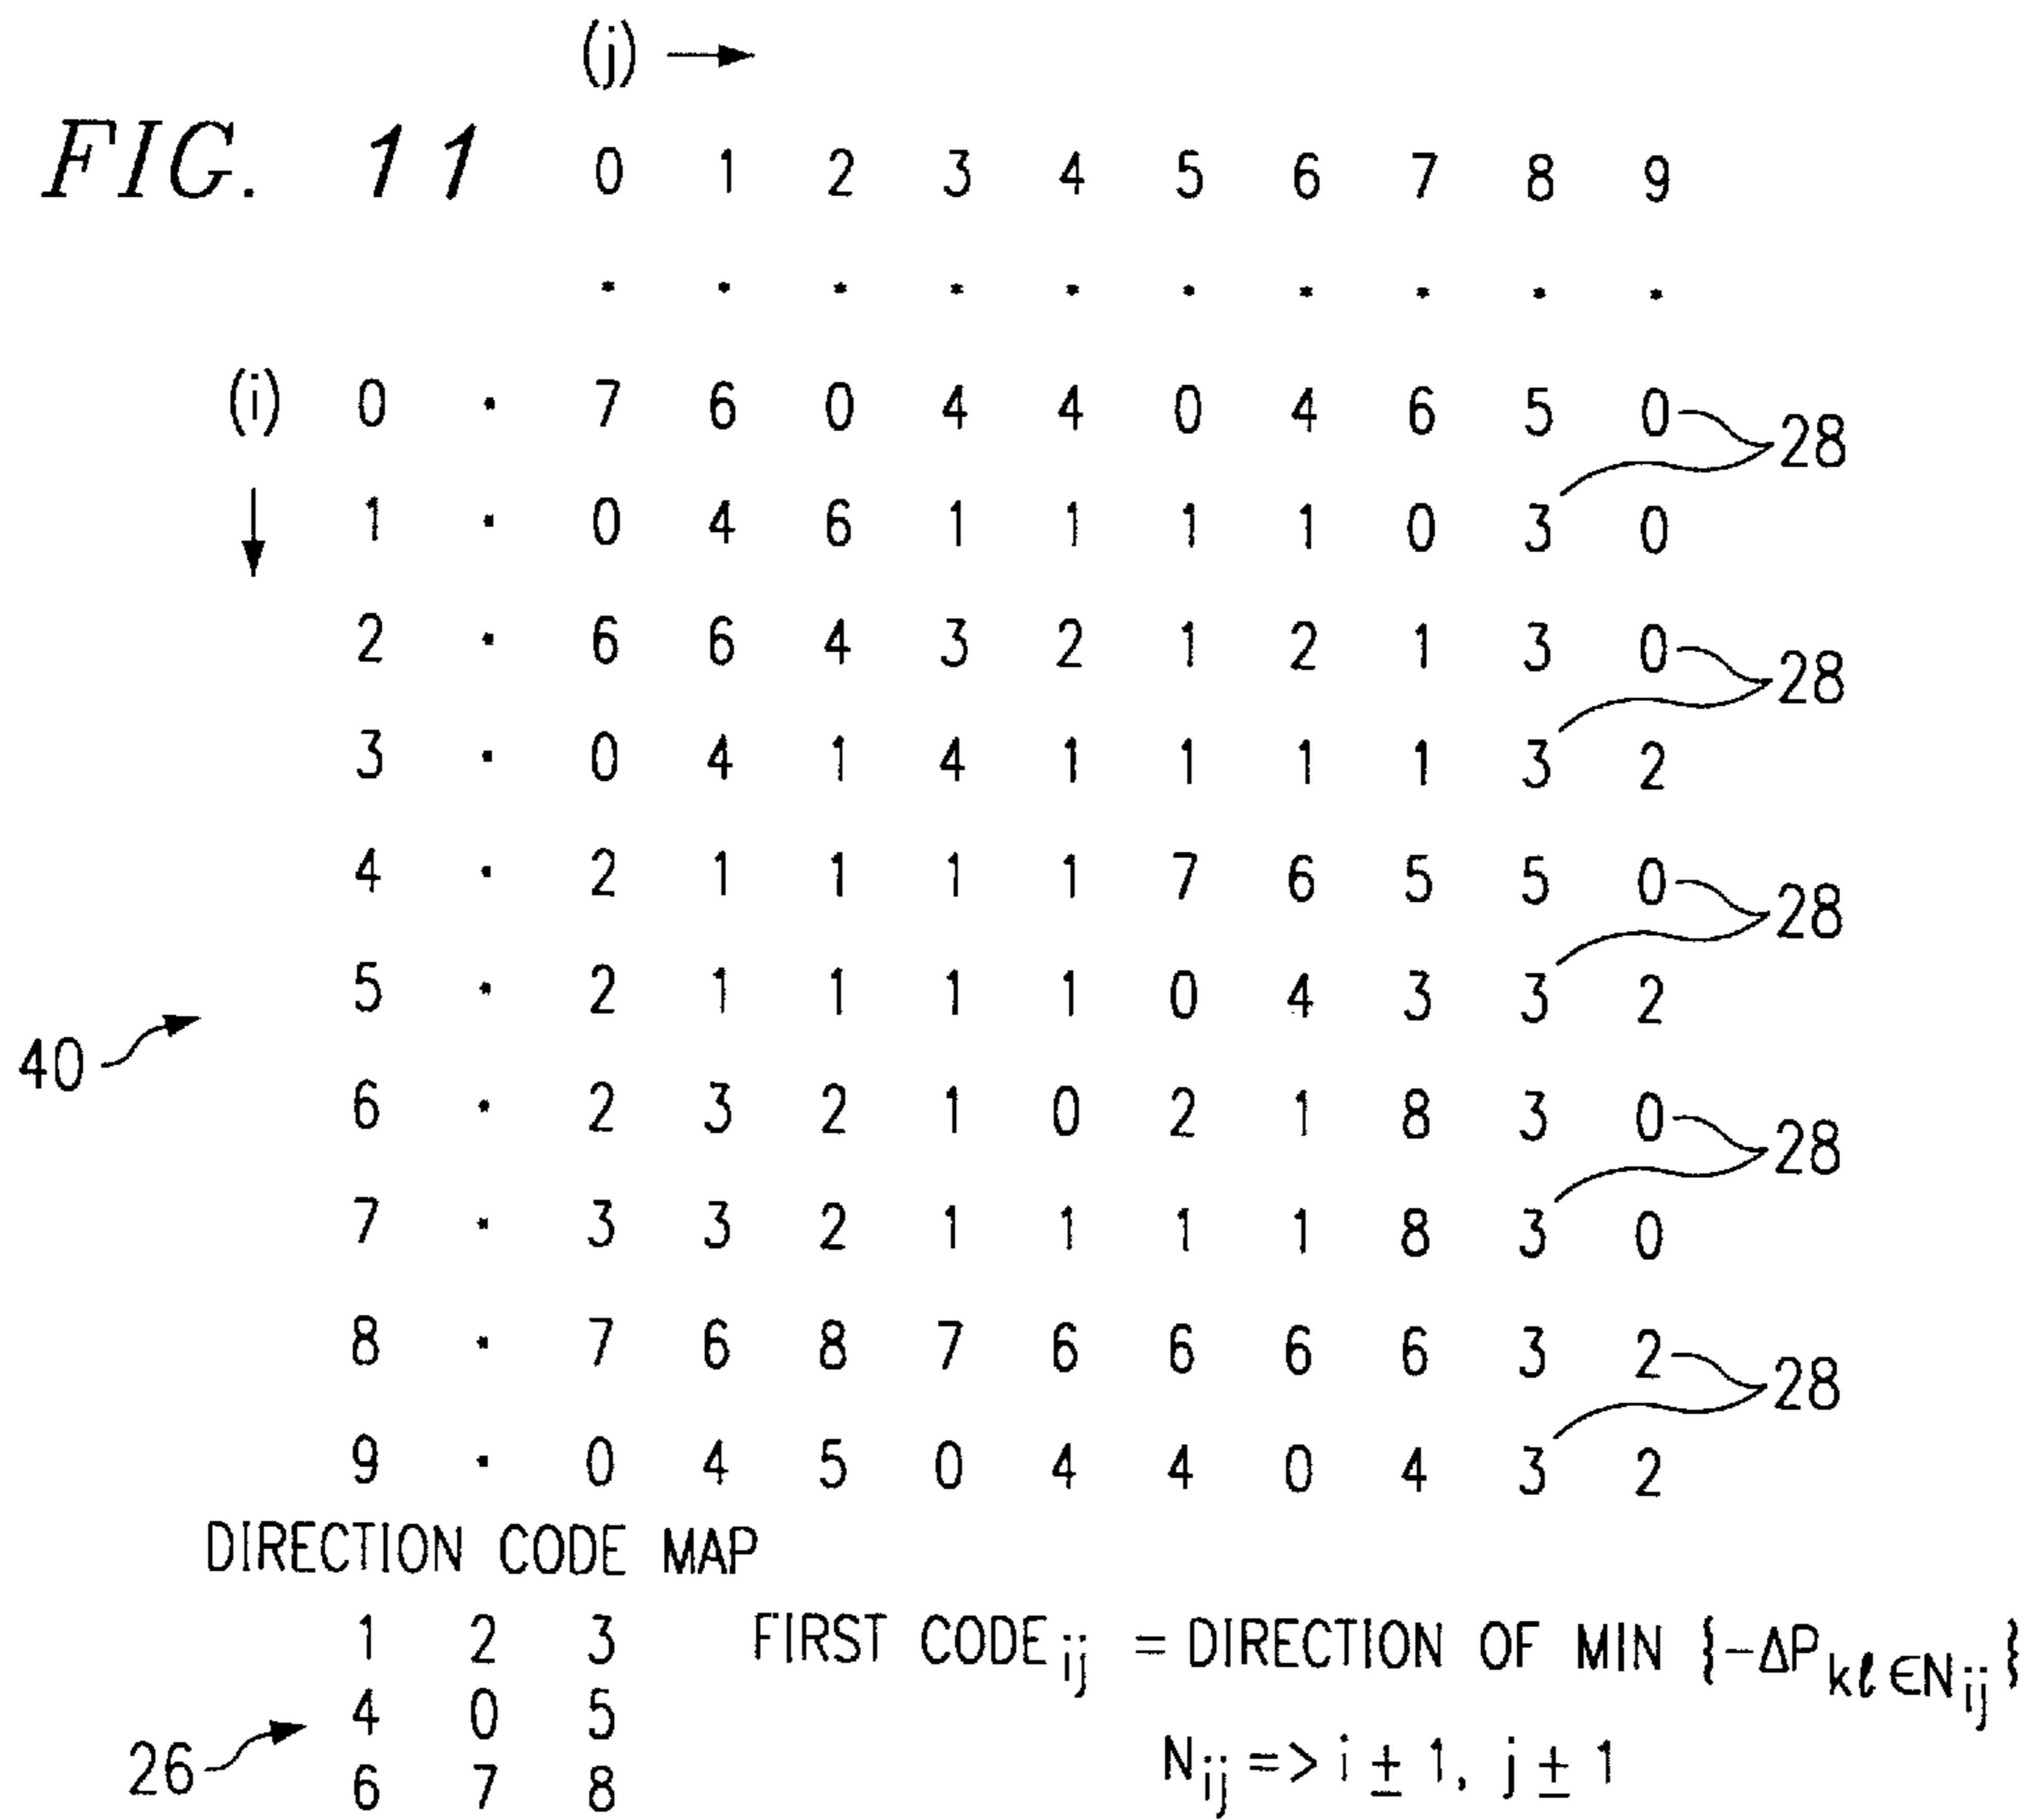 (j)
FIG. 11 0 1 2 3 4 5 6 7 8 9
. . . . . . . . . .
(i) 0 . 7 6 0 4 4 0 4 6 5 0 28
1 . 0 4 6 1 1 1 1 0 3 0
2 . 6 6 4 3 2 1 2 1 3 0 28
3 . 0 4 1 4 1 1 1 1 3 2
4 . 2 1 1 1 1 7 6 5 5 0 28
5 . 2 1 1 1 1 0 4 3 3 2
40
6 . 2 3 2 1 0 2 1 8 3 0 28
7 . 3 3 2 1 1 1 1 8 3 0
8 . 7 6 8 7 6 6 6 6 3 2 28
9 . 0 4 5 0 4 4 0 4 3 2
DIRECTION CODE MAP
1 2 3 FIRST CODE ij = DIRECTION OF MIN {-ΔP kℓ ∈N ij}
4 0 5
26 6 7 8 N ij => i ± 1, j ± 1